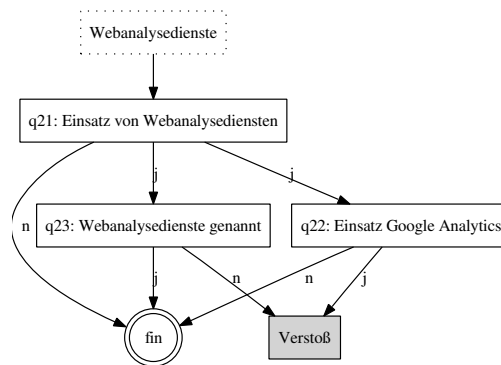 Webanalysedienste
q21: Einsatz von Webanalysediensten
j
j
n
q23: Webanalysedienste genannt
q22: Einsatz Google Analytics
j
n
n
j
fin
Verstoß